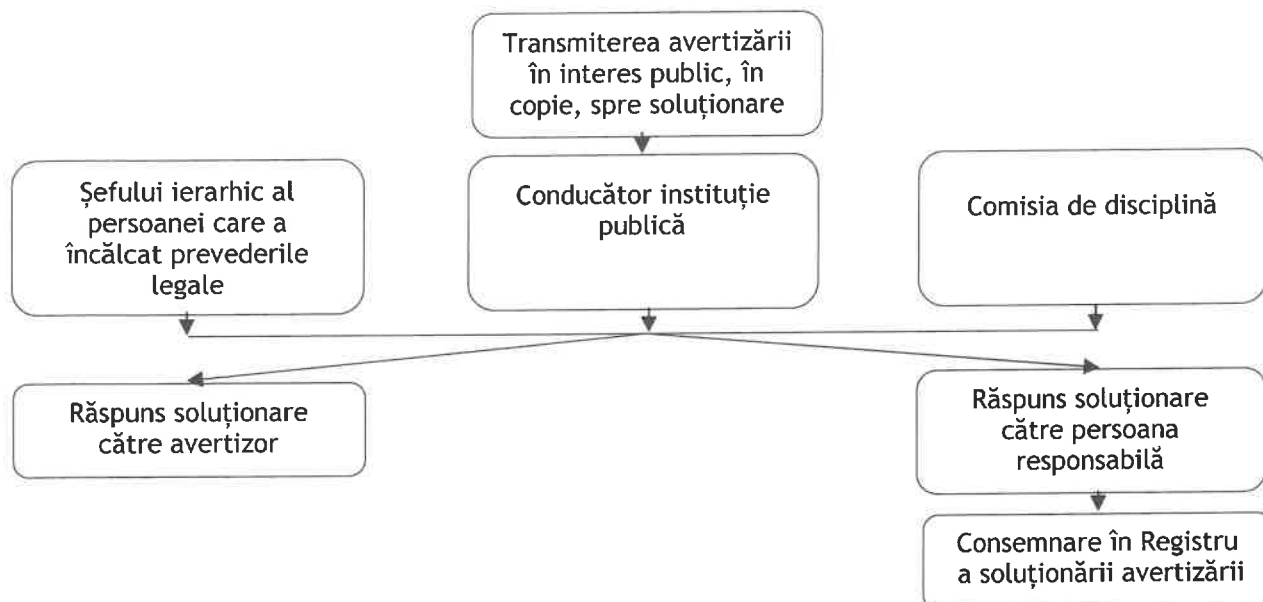 Transmiterea avertizării
în interes public, în
copie, spre soluționare
Șefului ierarhic al
persoanei care a
încălcat prevederile
legale
Conducător instituție
publică
Comisia de disciplină
Răspuns soluționare
către avertizor
Răspuns soluționare
către persoana
responsabilă
Consemnare în Registru
a soluționării avertizării